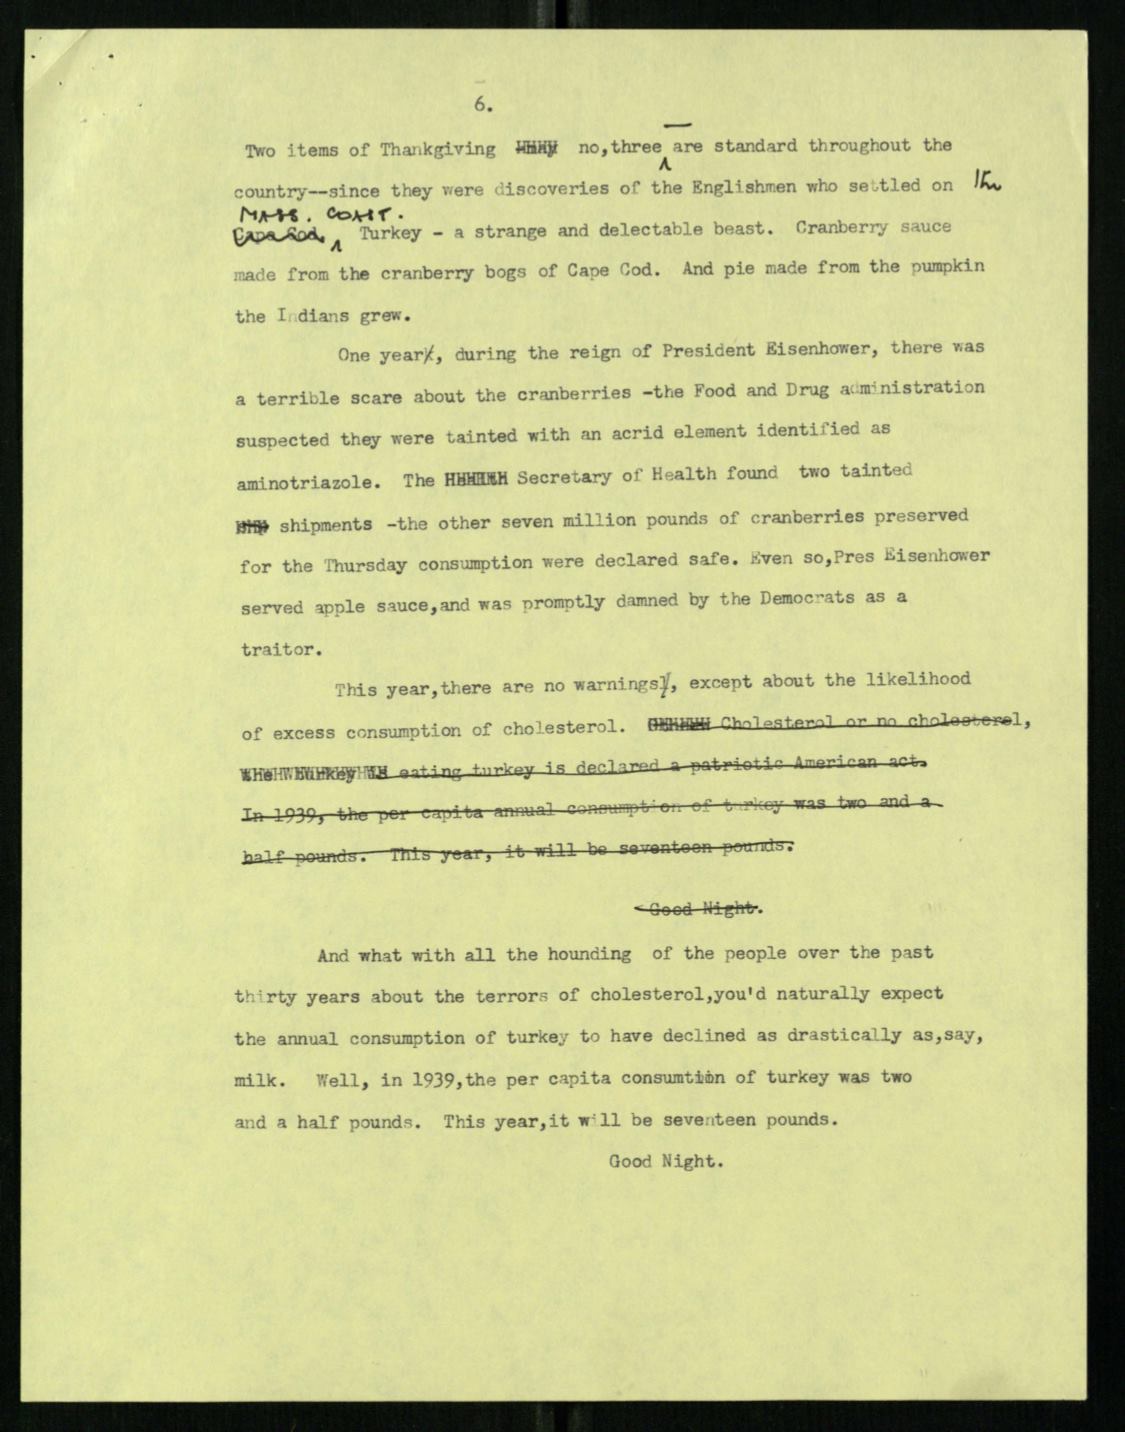 6.
Two items of Thankgiving no,three — are standard throughout the
country--since they were discoveries of the Englishmen who settled on the
MASS. COAST.
Cape Cod. Turkey - a strange and delectable beast. Cranberry sauce
made from the cranberry bogs of Cape Cod. And pie made from the pumpkin
the Indians grew.
One year, during the reign of President Eisenhower, there was
a terrible scare about the cranberries -the Food and Drug administration
suspected they were tainted with an acrid element identified as
aminotriazole. The Secretary of Health found two tainted
shipments -the other seven million pounds of cranberries preserved
for the Thursday consumption were declared safe. Even so,Pres Eisenhower
served apple sauce,and was promptly damned by the Democrats as a
traitor.
This year,there are no warnings, except about the likelihood
of excess consumption of cholesterol. Cholesterol or no cholesterol,
eating turkey is declared a patriotic American act.
In 1939, the per capita annual consumption of turkey was two and a
half pounds. This year, it will be seventeen pounds.
Good Night.
And what with all the hounding of the people over the past
thirty years about the terrors of cholesterol,you'd naturally expect
the annual consumption of turkey to have declined as drastically as,say,
milk. Well, in 1939,the per capita consumtion of turkey was two
and a half pounds. This year,it will be seventeen pounds.
Good Night.